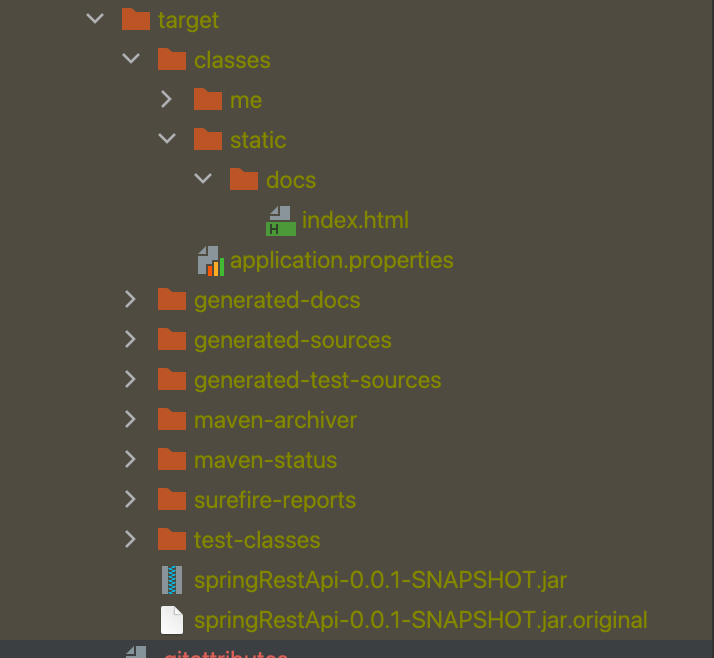 target
classes
me
static
docs
index.html
application.properties
generated-docs
generated-sources
generated-test-sources
maven-archiver
maven-status
surefire-reports
test-classes
springRestApi-0.0.1-SNAPSHOT.jar
springRestApi-0.0.1-SNAPSHOT.jar.original
.gitattributes